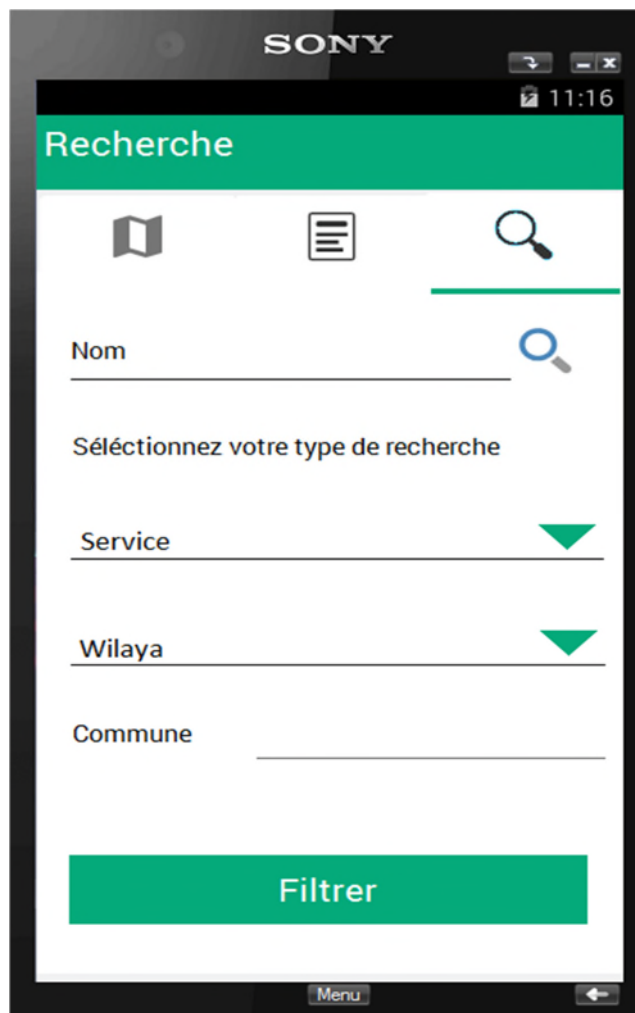 SONY
11:16
Recherche
Nom
Séléctionnez votre type de recherche
Service
Wilaya
Commune
Filtrer
Menu